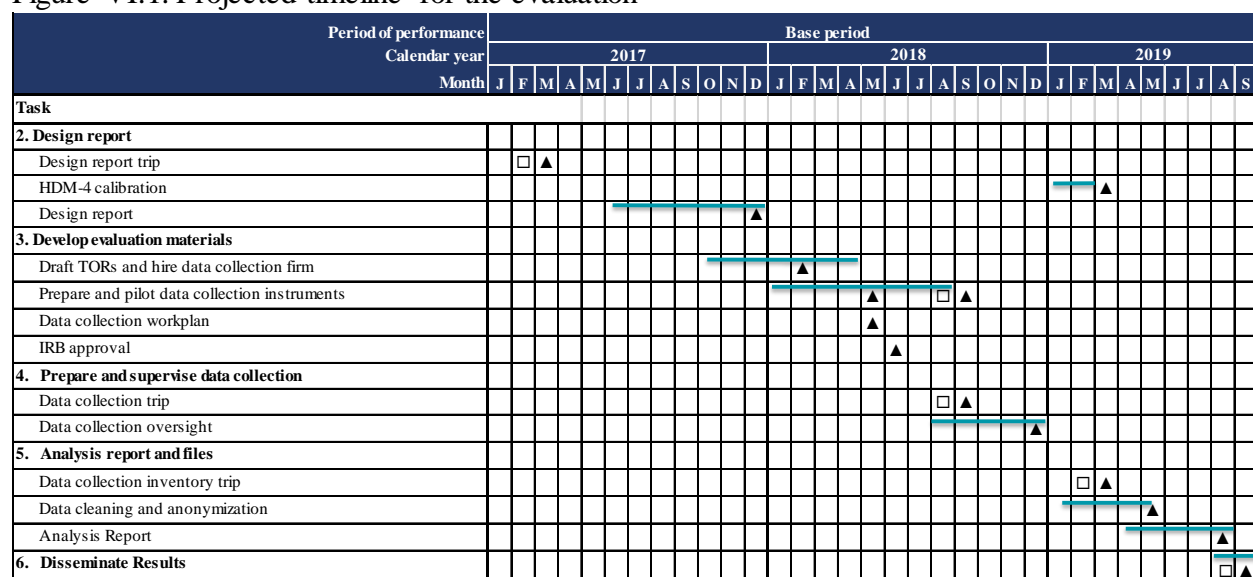 Figure VI.1. Projected timeline for the evaluation
Period of performance Base period
Calendar year 2017 2018 2019
Month J F M A M J J A S O N D J F M A M J J A S O N D J F M A M J J A S
Task
2. Design report
Design report trip □ ▲
HDM-4 calibration ▲
Design report ▲
3. Develop evaluation materials
Draft TORs and hire data collection firm ▲
Prepare and pilot data collection instruments ▲ □ ▲
Data collection workplan ▲
IRB approval ▲
4. Prepare and supervise data collection
Data collection trip □ ▲
Data collection oversight ▲
5. Analysis report and files
Data collection inventory trip □ ▲
Data cleaning and anonymization ▲
Analysis Report ▲
6. Disseminate Results □ ▲